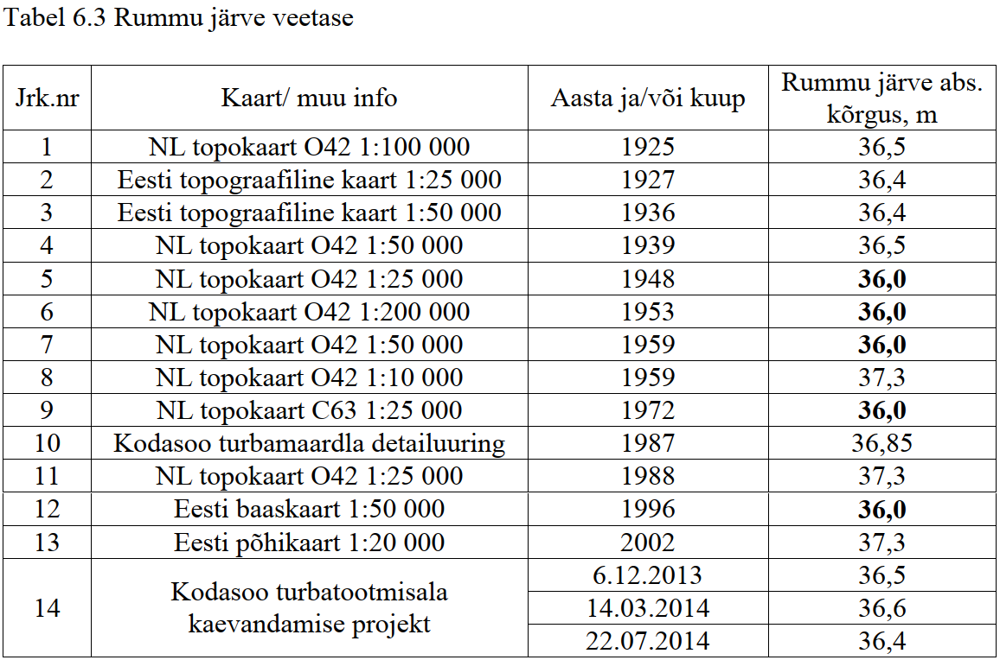 Tabel 6.3 Rummu järve veetase
Jrk.nr Kaart/ muu info Aasta ja/või kuup Rummu järve abs. kõrgus, m
1 NL topokaart O42 1:100 000 1925 36,5
2 Eesti topograafiline kaart 1:25 000 1927 36,4
3 Eesti topograafiline kaart 1:50 000 1936 36,4
4 NL topokaart O42 1:50 000 1939 36,5
5 NL topokaart O42 1:25 000 1948 36,0
6 NL topokaart O42 1:200 000 1953 36,0
7 NL topokaart O42 1:50 000 1959 36,0
8 NL topokaart O42 1:10 000 1959 37,3
9 NL topokaart C63 1:25 000 1972 36,0
10 Kodasoo turbamaardla detailuuring 1987 36,85
11 NL topokaart O42 1:25 000 1988 37,3
12 Eesti baaskaart 1:50 000 1996 36,0
13 Eesti põhikaart 1:20 000 2002 37,3
14 Kodasoo turbatootmisala kaevandamise projekt 6.12.2013 36,5
14.03.2014 36,6
22.07.2014 36,4